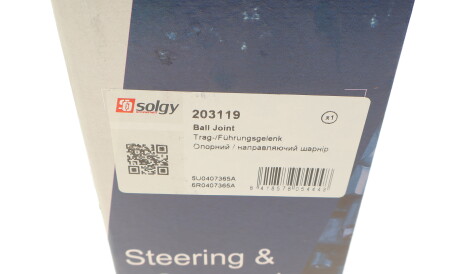 solgy
203119
x1
Ball Joint
Trag-/Führungsgelenk
Опорний / направляючий шарнір
5U0407365A
6R0407365A
Steering &